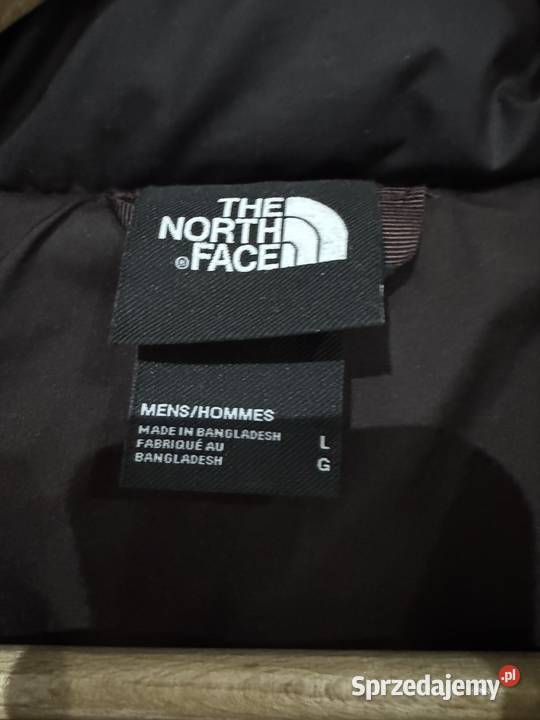 THE
NORTH
®FACE
MENS/HOMMES
MADE IN BANGLADESH
FABRIQUÉ AU
BANGLADESH
L
G
Sprzedajemy.pl